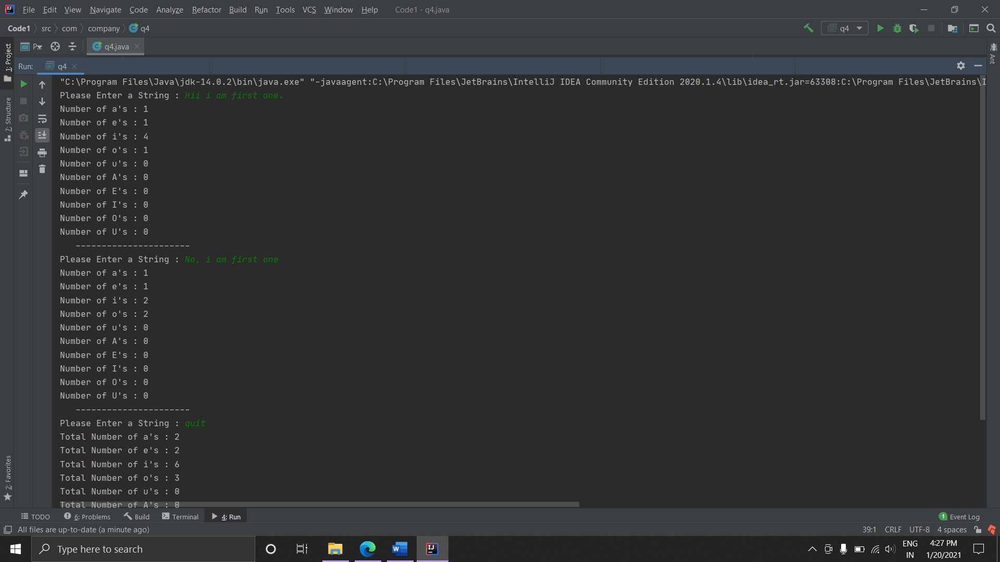 File Edit View Navigate Code Analyze Refactor Build Run Tools VCS Window Help Code1 - q4.java
Code1 src com company q4
q4
P..
q4.java
1: Project
Ant
Run: q4
"C:\Program Files\Java\jdk-14.0.2\bin\java.exe" "-javaagent:C:\Program Files\JetBrains\IntelliJ IDEA Community Edition 2020.1.4\lib\idea_rt.jar=63308:C:\Program Files\JetBrains\I
Please Enter a String : Hii i am first one.
Number of a's : 1
Number of e's : 1
Number of i's : 4
Number of o's : 1
Number of u's : 0
Number of A's : 0
Number of E's : 0
Number of I's : 0
Number of O's : 0
Number of U's : 0
----------------------
Please Enter a String : No, i am first one
Number of a's : 1
Number of e's : 1
Number of i's : 2
Number of o's : 2
Number of u's : 0
Number of A's : 0
Number of E's : 0
Number of I's : 0
Number of O's : 0
Number of U's : 0
----------------------
Please Enter a String : quit
Total Number of a's : 2
Total Number of e's : 2
Total Number of i's : 6
Total Number of o's : 3
Total Number of u's : 0
Total Number of A's : 0
7: Structure
2: Favorites
TODO 6: Problems Build Terminal 4: Run 1 Event Log
All files are up-to-date (a minute ago) 39:1 CRLF UTF-8 4 spaces
Type here to search
ENG
IN
4:27 PM
1/20/2021